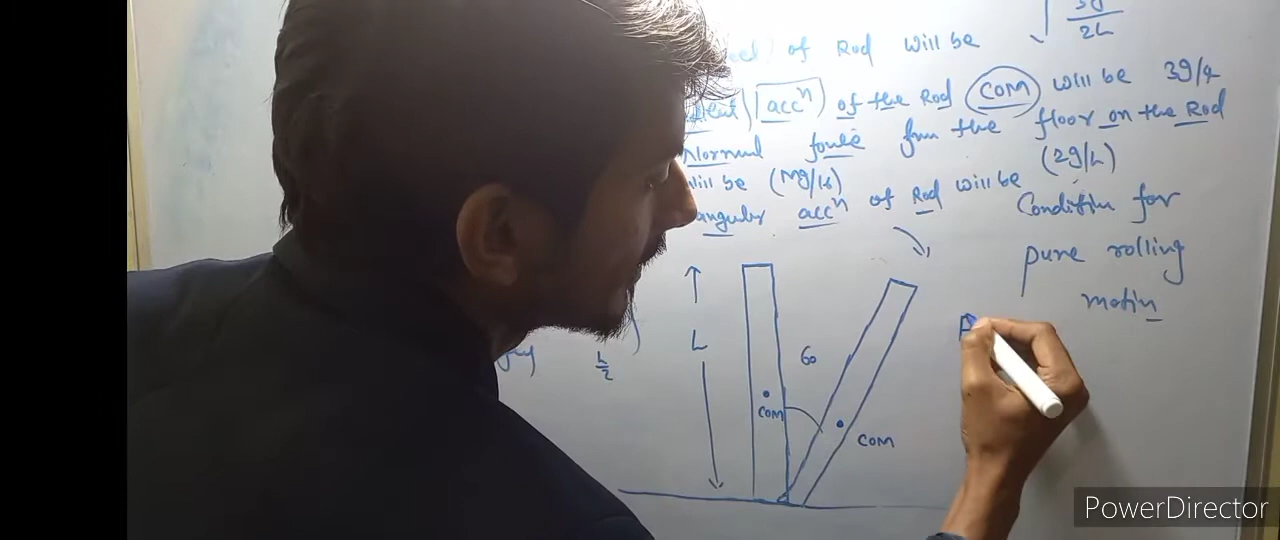 3g
2L
of Rod will be
accⁿ) of the Rod (COM) will be 3g/4
Normal force from the floor on the Rod
will be (Mg/16)
angular accⁿ of Rod will be (2g/L)
Condition for
pure rolling
motion
L
60
COM
COM
L/2
PowerDirector